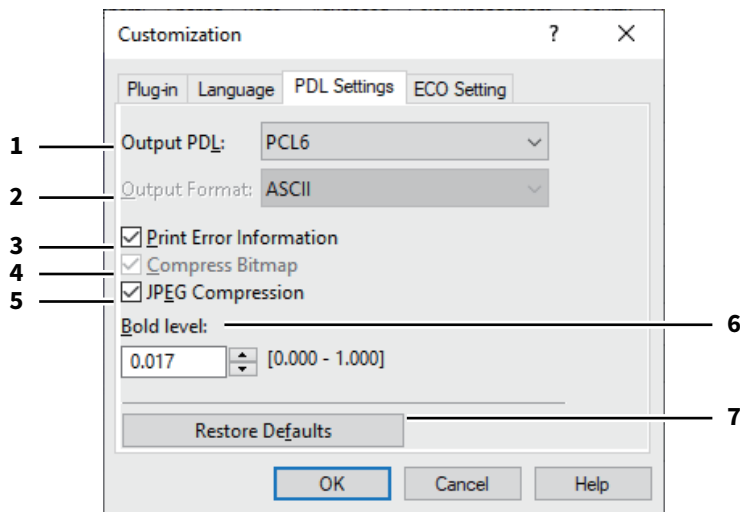 Customization ? ×
Plug-in Language PDL Settings ECO Setting
1 Output PDL: PCL6
2 Output Format: ASCII
3 Print Error Information
4 Compress Bitmap
5 JPEG Compression
Bold level: 6
0.017 [0.000 - 1.000]
7
Restore Defaults
OK Cancel Help